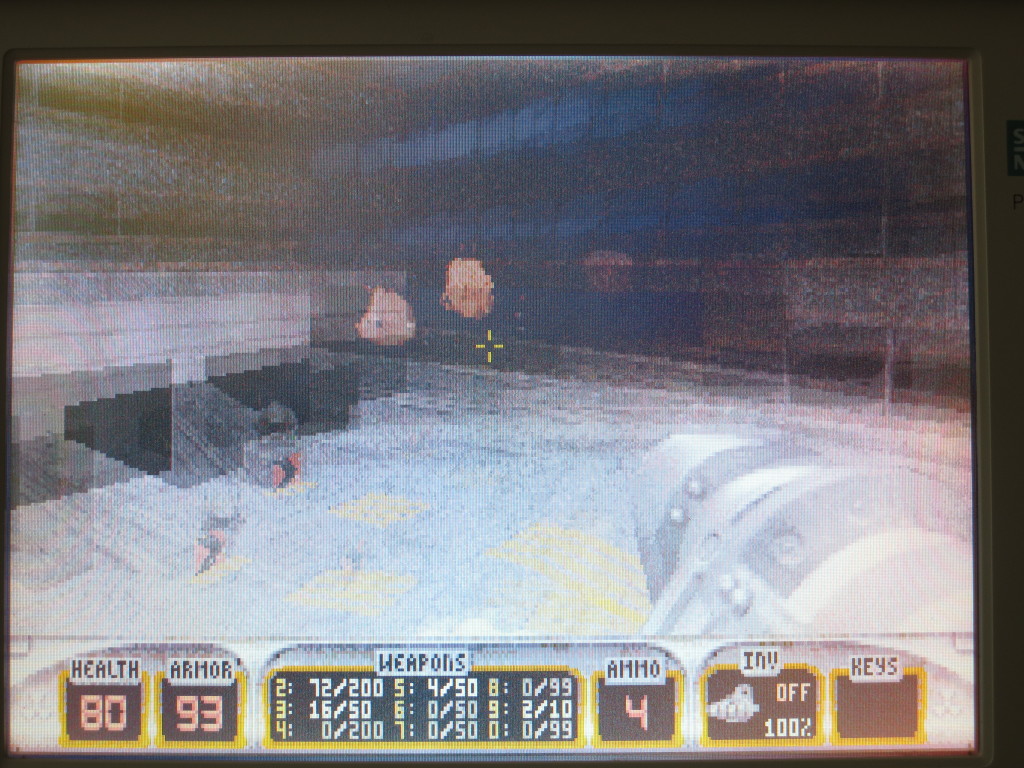 HEALTH ARMOR WEAPONS AMMO INV KEYS
80 93 2: 72/200 5: 4/50 8: 0/99 4 OFF
3: 16/50 6: 0/50 9: 2/10
4: 0/200 7: 0/50 0: 0/99 100%